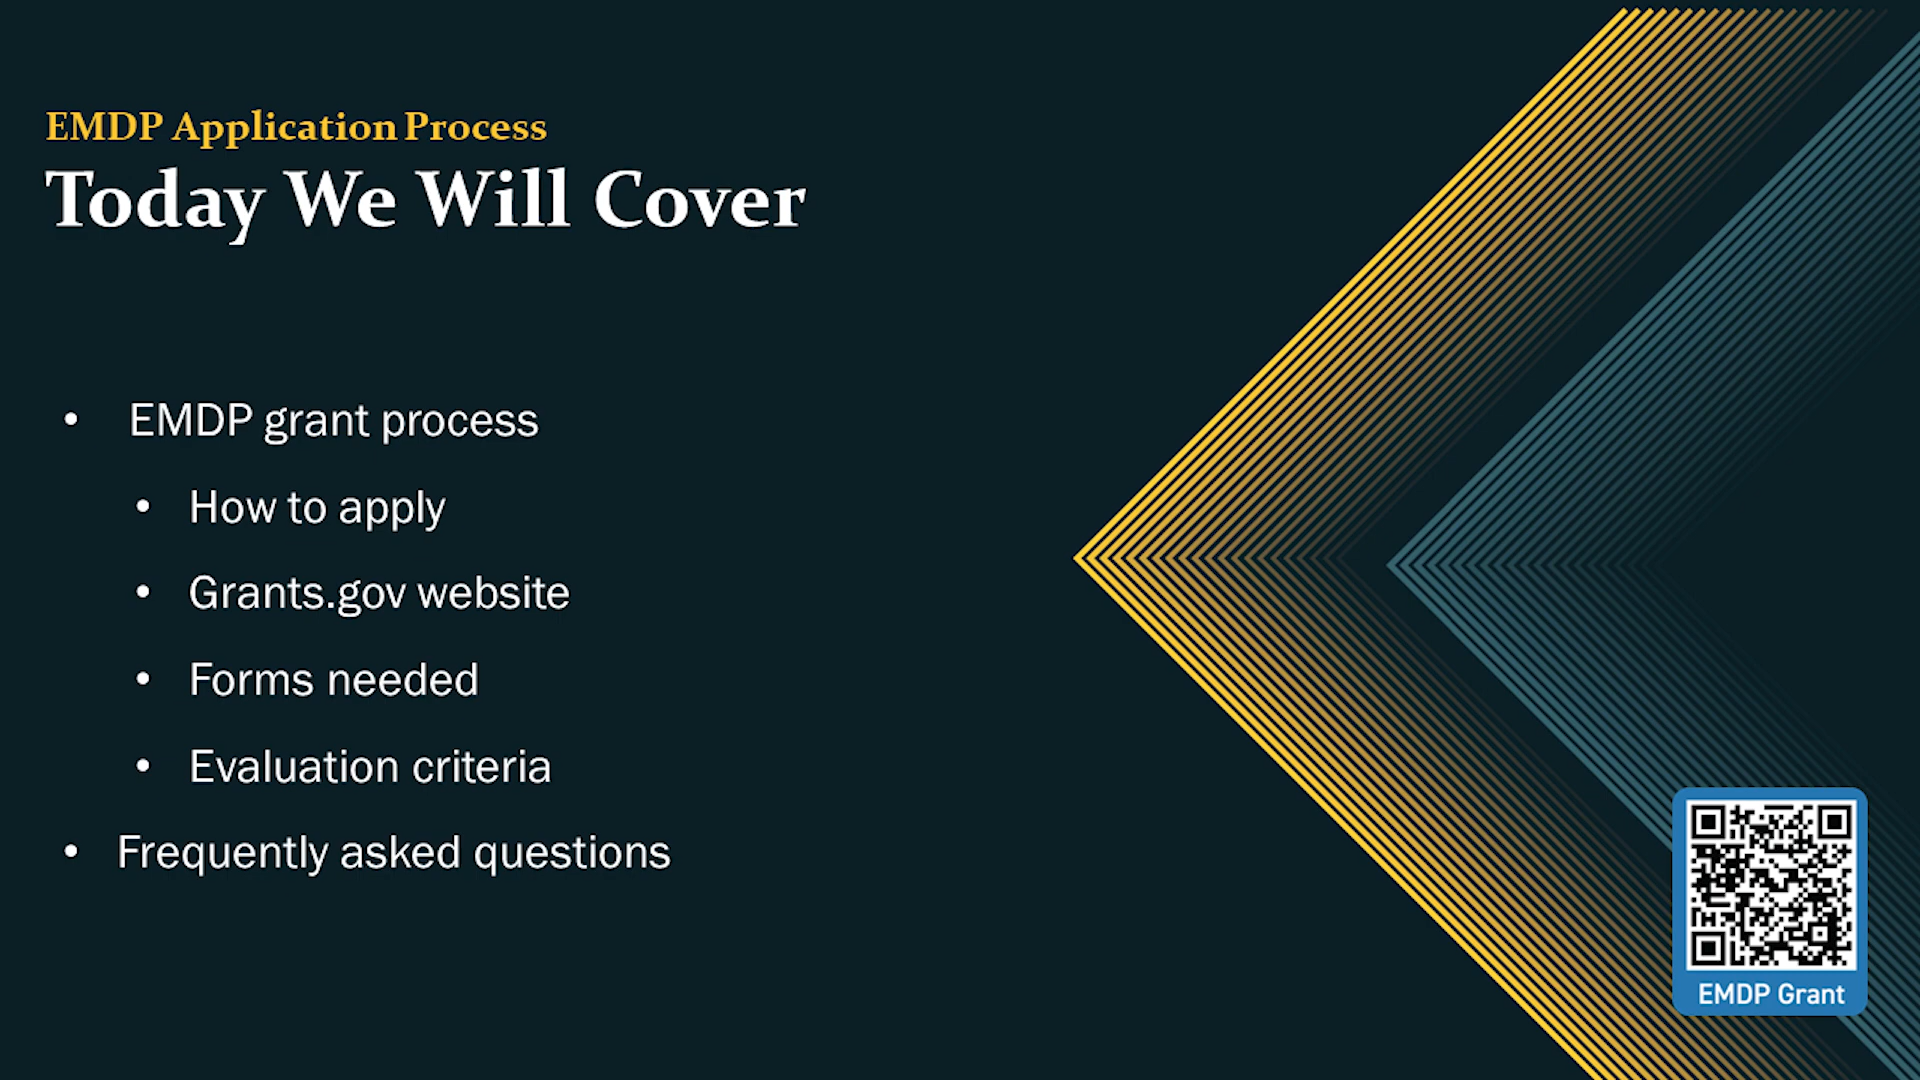 EMDP Application Process
Today We Will Cover
• EMDP grant process
• How to apply
• Grants.gov website
• Forms needed
• Evaluation criteria
• Frequently asked questions
EMDP Grant